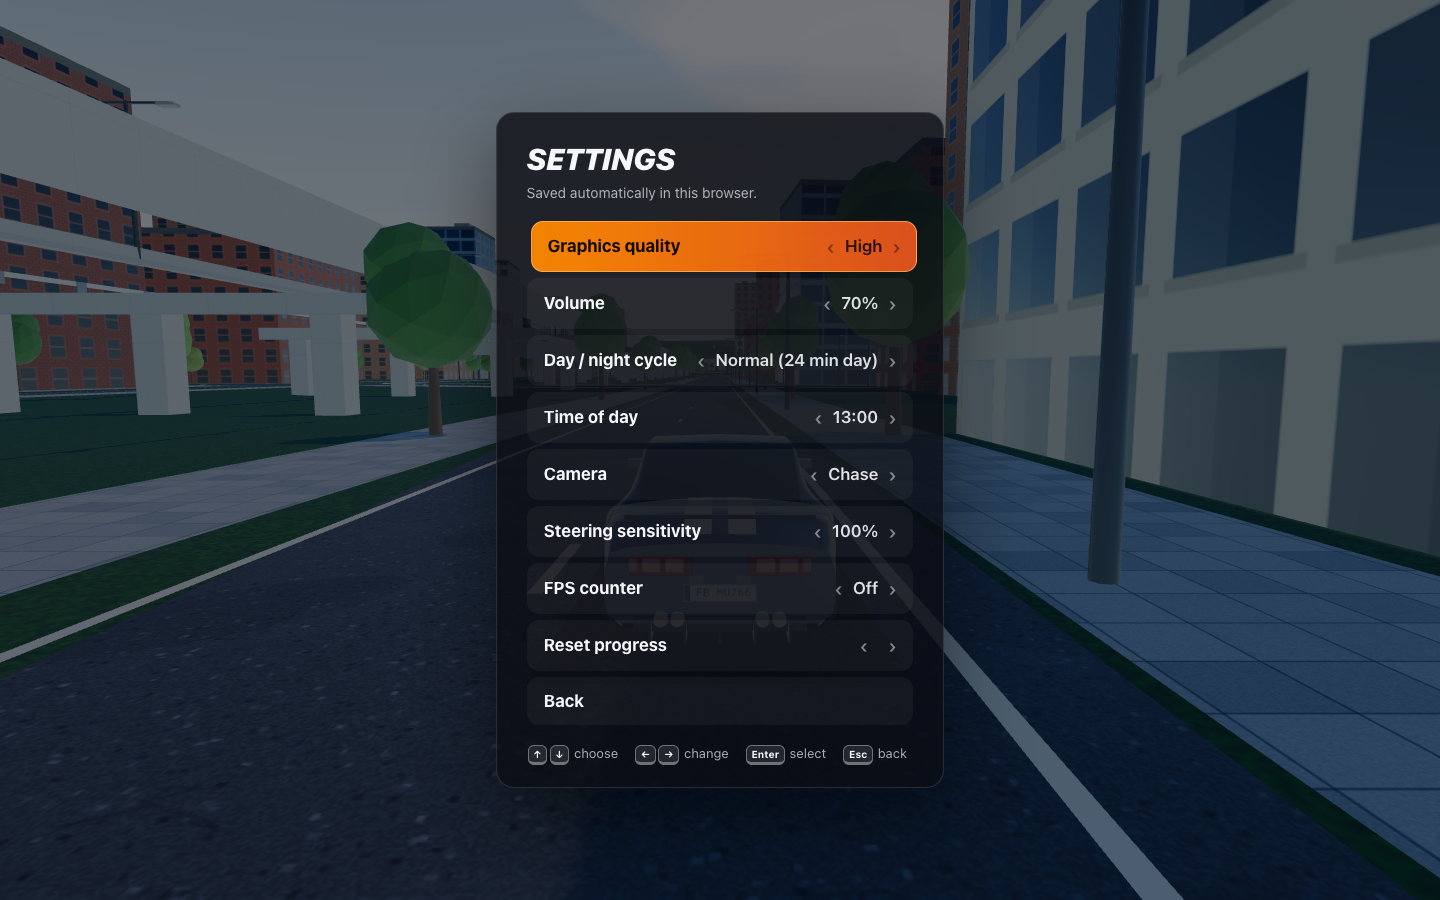 SETTINGS
Saved automatically in this browser.
Graphics quality ‹ High ›
Volume ‹ 70% ›
Day / night cycle ‹ Normal (24 min day) ›
Time of day ‹ 13:00 ›
Camera ‹ Chase ›
Steering sensitivity ‹ 100% ›
FPS counter ‹ Off ›
Reset progress ‹ ›
Back
↑ ↓ choose ← → change Enter select Esc back